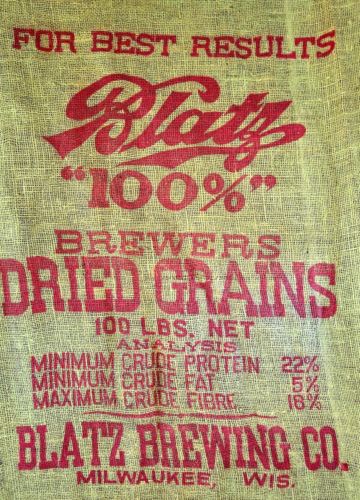 FOR BEST RESULTS
Blatz
"100%"
BREWERS
DRIED GRAINS
100 LBS. NET
ANALYSIS
MINIMUM CRUDE PROTEIN 22%
MINIMUM CRUDE FAT 5%
MAXIMUM CRUDE FIBRE 18%
BLATZ BREWING CO.
MILWAUKEE, WIS.